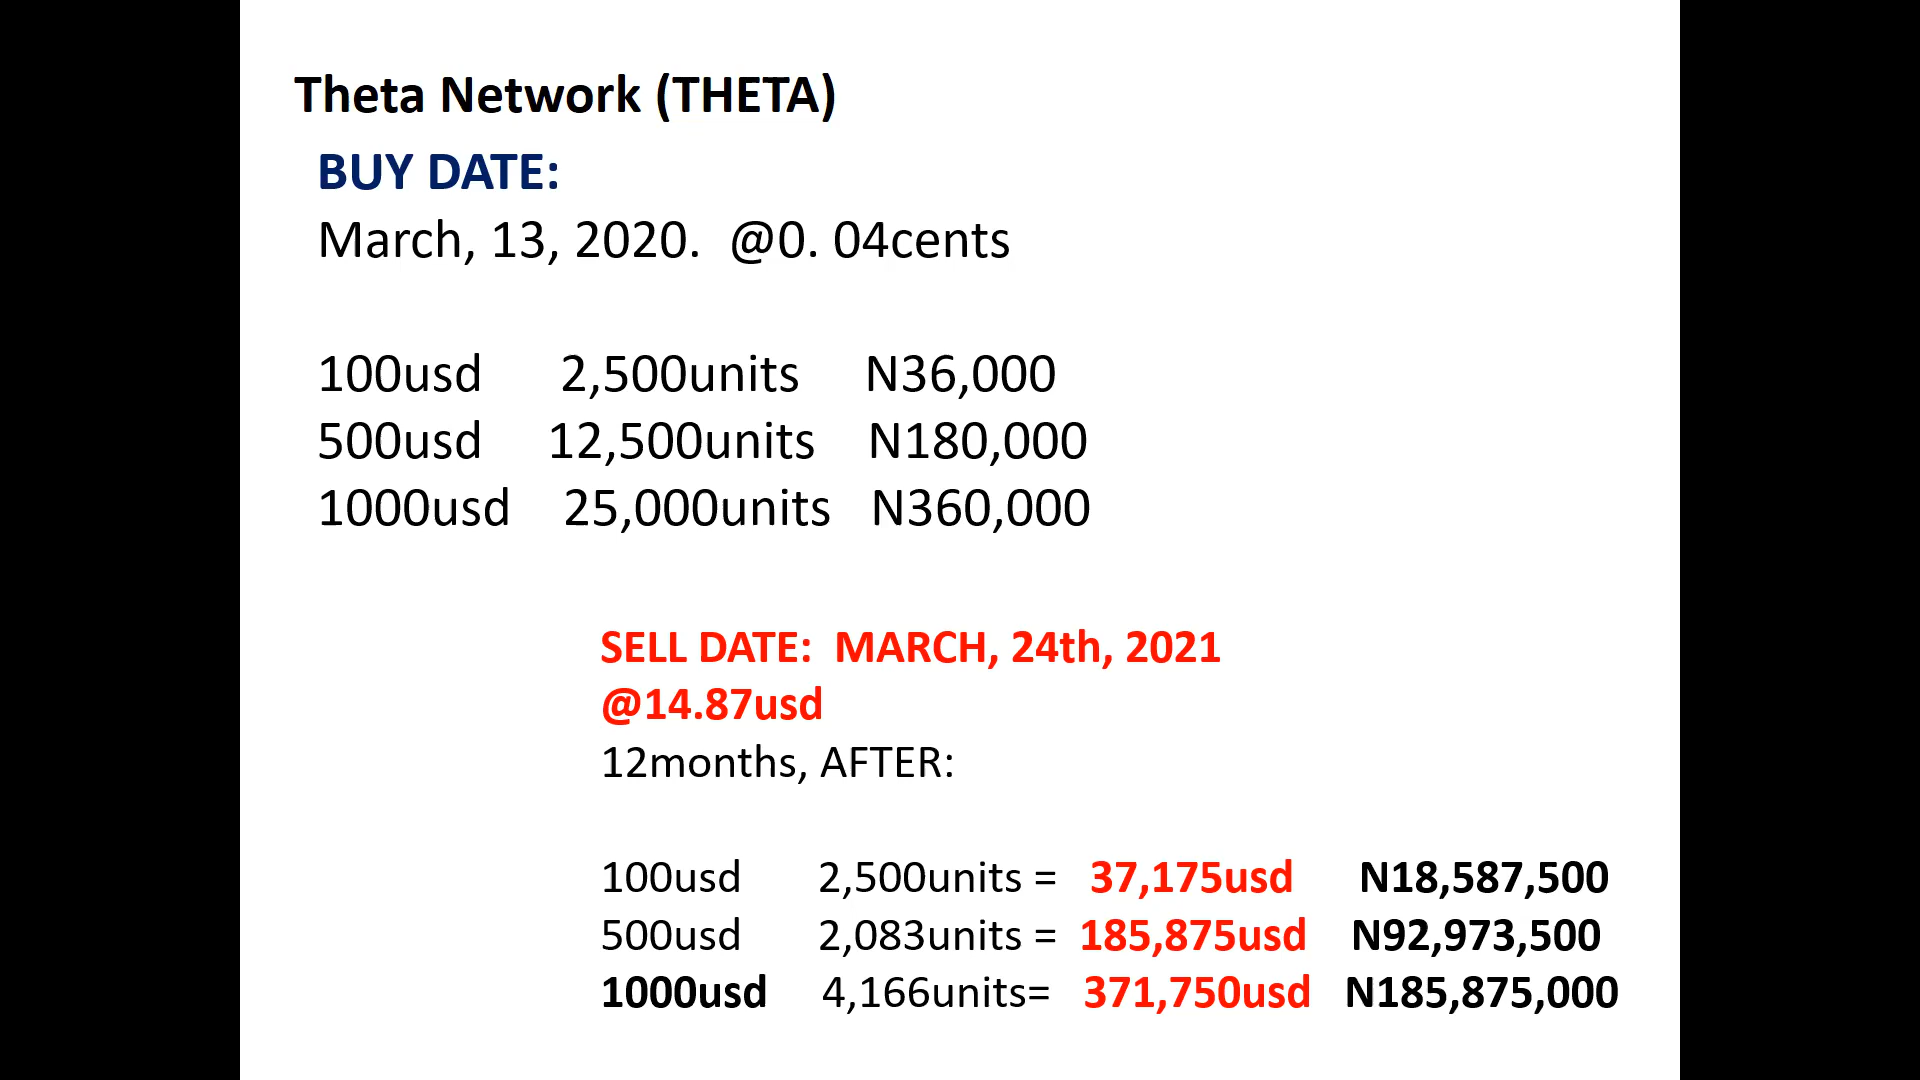 Theta Network (THETA)
BUY DATE:
March, 13, 2020. @0. 04cents
100usd 2,500units N36,000
500usd 12,500units N180,000
1000usd 25,000units N360,000
SELL DATE: MARCH, 24th, 2021
@14.87usd
12months, AFTER:
100usd 2,500units = 37,175usd N18,587,500
500usd 2,083units = 185,875usd N92,973,500
1000usd 4,166units= 371,750usd N185,875,000